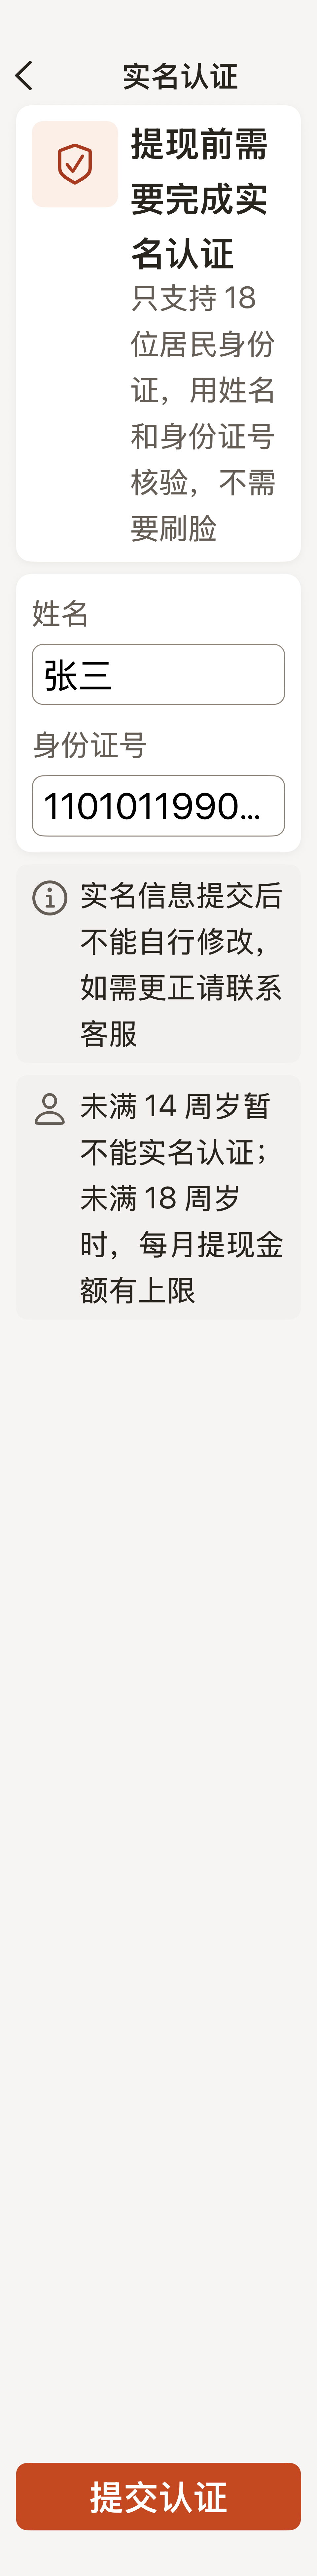 实名认证
提现前需
要完成实
名认证
只支持 18
位居民身份
证，用姓名
和身份证号
核验，不需
要刷脸
姓名
张三
身份证号
1101011990...
实名信息提交后
不能自行修改，
如需更正请联系
客服
未满 14 周岁暂
不能实名认证；
未满 18 周岁
时，每月提现金
额有上限
提交认证